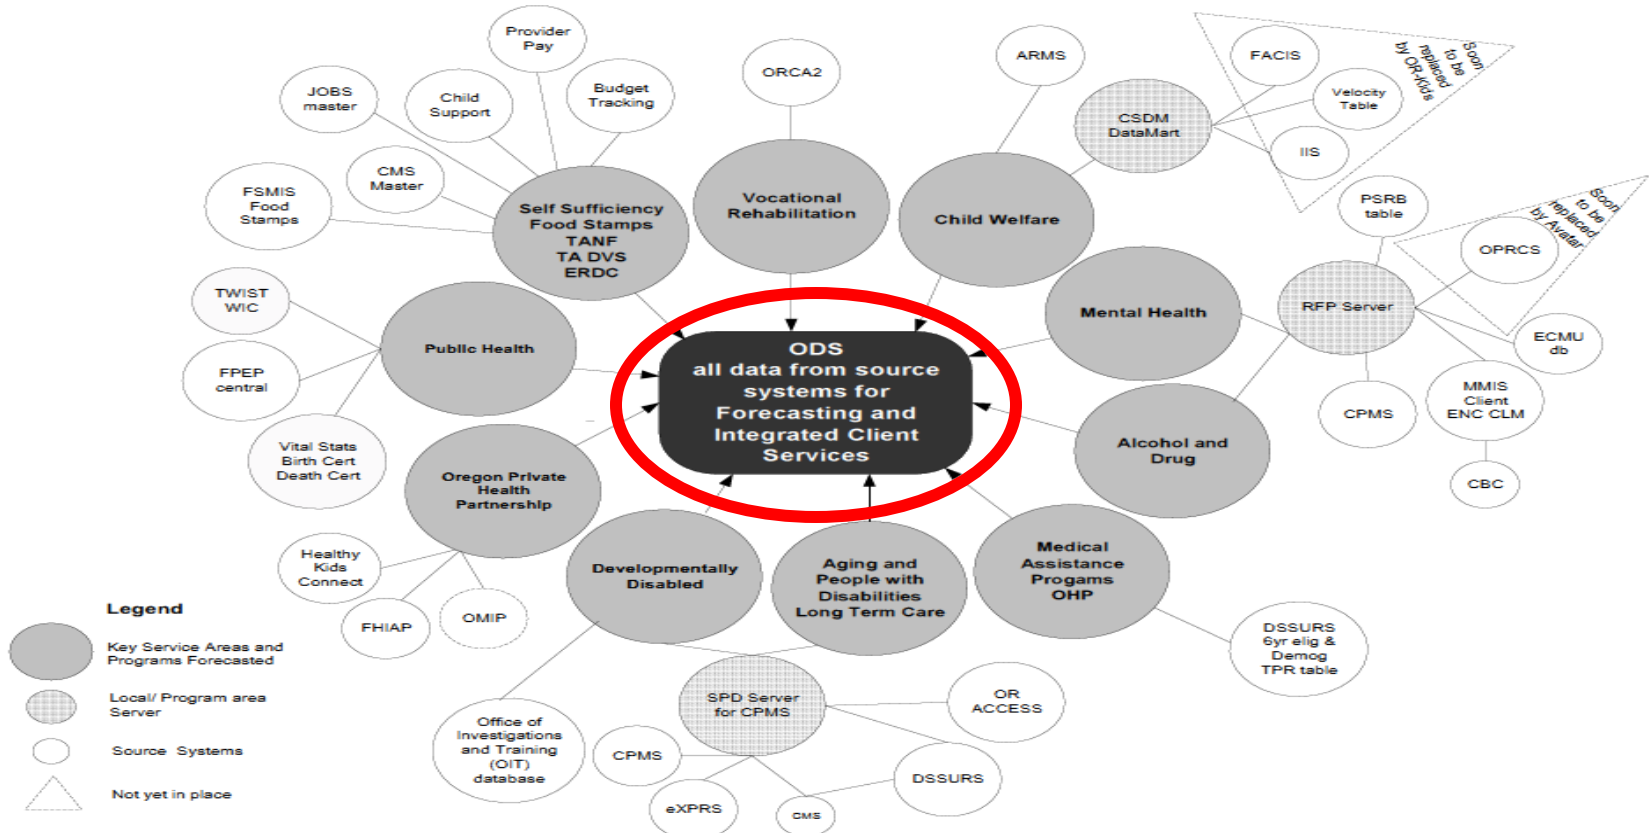 Provider
Pay
ORCA2
ARMS
FACIS
Soon
to be
replaced
by OR-Kids
JOBS
master
Child
Support
Budget
Tracking
CSDM
DataMart
Velocity
Table
IIS
CMS
Master
FSMIS
Food
Stamps
Self Sufficiency
Food Stamps
TANF
TA DVS
ERDC
Vocational
Rehabilitation
Child Welfare
PSRB
table
Soon
to be
replaced
by Avatar
OPRCS
TWIST
WIC
Public Health
Mental Health
RFP Server
ECMU
db
FPEP
central
ODS
all data from source
systems for
Forecasting and
Integrated Client
Services
MMIS
Client
ENC CLM
CPMS
CBC
Vital Stats
Birth Cert
Death Cert
Oregon Private
Health
Partnership
Alcohol and
Drug
Healthy
Kids
Connect
FHIAP
OMIP
Developmentally
Disabled
Aging and
People with
Disabilities
Long Term Care
Medical
Assistance
Progams
OHP
DSSURS
6yr elig &
Demog
TPR table
Office of
Investigations
and Training
(OIT)
database
SPD Server
for CPMS
OR
ACCESS
CPMS
eXPRS
CMS
DSSURS
Legend
Key Service Areas and
Programs Forecasted
Local/ Program area
Server
Source Systems
Not yet in place